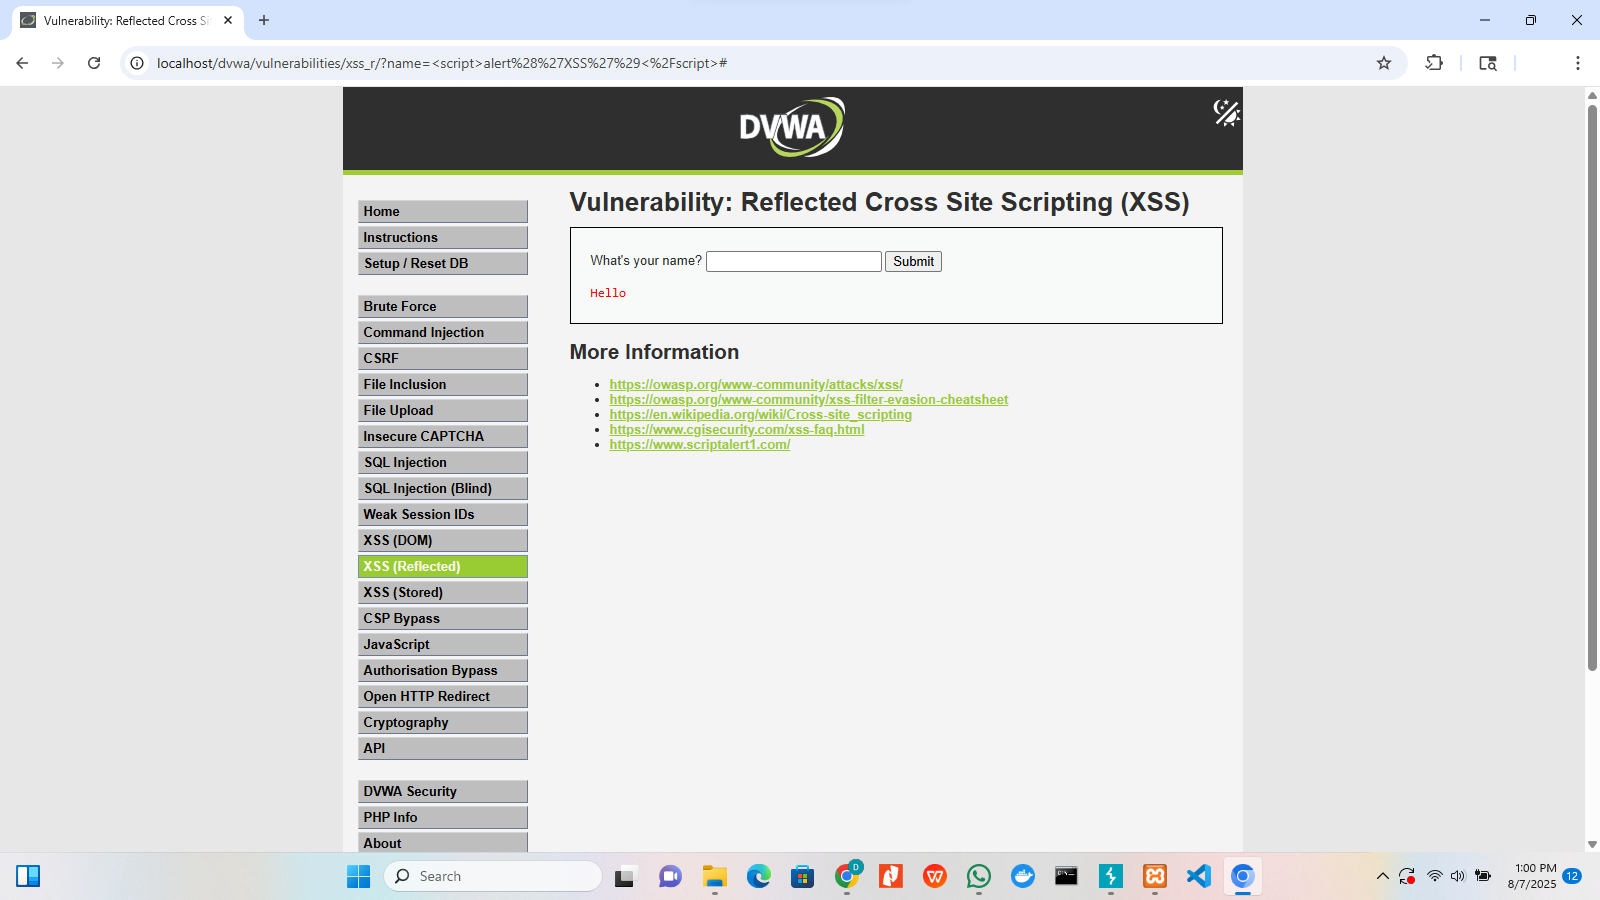 Vulnerability: Reflected Cross Si
localhost/dvwa/vulnerabilities/xss_r/?name=<script>alert%28%27XSS%27%29<%2Fscript>#
DVWA
Home
Instructions
Setup / Reset DB
Brute Force
Command Injection
CSRF
File Inclusion
File Upload
Insecure CAPTCHA
SQL Injection
SQL Injection (Blind)
Weak Session IDs
XSS (DOM)
XSS (Reflected)
XSS (Stored)
CSP Bypass
JavaScript
Authorisation Bypass
Open HTTP Redirect
Cryptography
API
DVWA Security
PHP Info
About
Vulnerability: Reflected Cross Site Scripting (XSS)
What's your name? Submit
Hello
More Information
https://owasp.org/www-community/attacks/xss/
https://owasp.org/www-community/xss-filter-evasion-cheatsheet
https://en.wikipedia.org/wiki/Cross-site_scripting
https://www.cgisecurity.com/xss-faq.html
https://www.scriptalert1.com/
Search
D
1:00 PM
8/7/2025
12